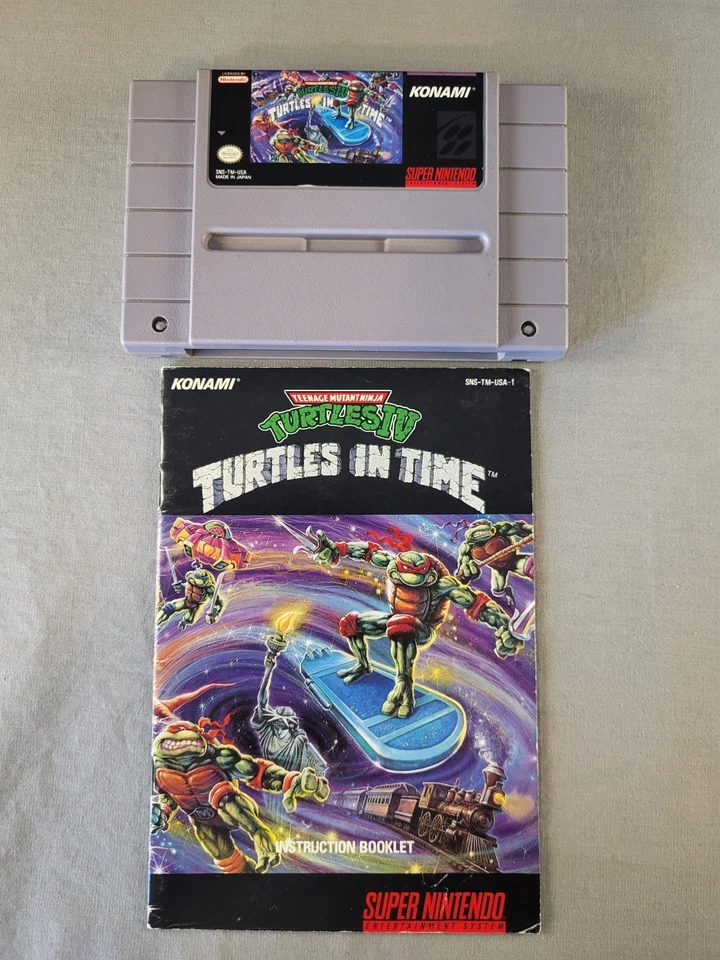 LICENSED BY
Nintendo
TEENAGE MUTANT NINJA
TURTLES IV
TURTLES IN TIME™
KONAMI®
SNS-TM-USA
MADE IN JAPAN
SUPER NINTENDO
ENTERTAINMENT SYSTEM
KONAMI®
SNS-TM-USA-1
TEENAGE MUTANT NINJA
TURTLES IV
TURTLES IN TIME™
INSTRUCTION BOOKLET
SUPER NINTENDO
ENTERTAINMENT SYSTEM